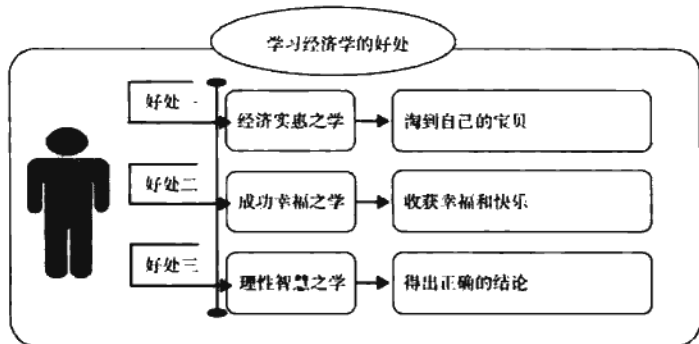 学习经济学的好处
好处一
经济实惠之学
淘到自己的宝贝
好处二
成功幸福之学
收获幸福和快乐
好处三
理性智慧之学
得出正确的结论